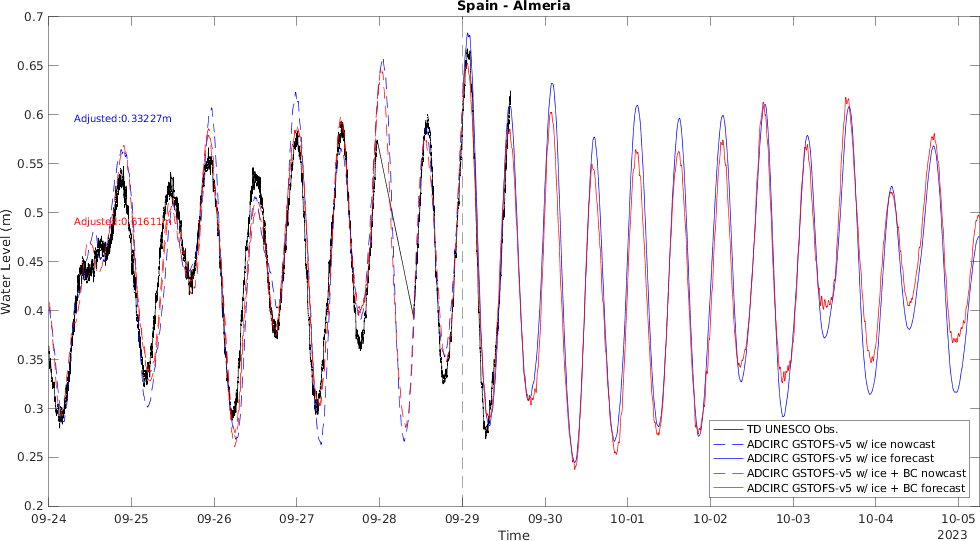 Spain - Almeria
0.7
0.65
0.6
0.55
0.5
0.45
0.4
0.35
0.3
0.25
0.2
Water Level (m)
Adjusted:0.33227m
Adjusted:0.61611m
TD UNESCO Obs.
ADCIRC GSTOFS-v5 w/ ice nowcast
ADCIRC GSTOFS-v5 w/ ice forecast
ADCIRC GSTOFS-v5 w/ ice + BC nowcast
ADCIRC GSTOFS-v5 w/ ice + BC forecast
09-24 09-25 09-26 09-27 09-28 09-29 09-30 10-01 10-02 10-03 10-04 10-05
Time 2023